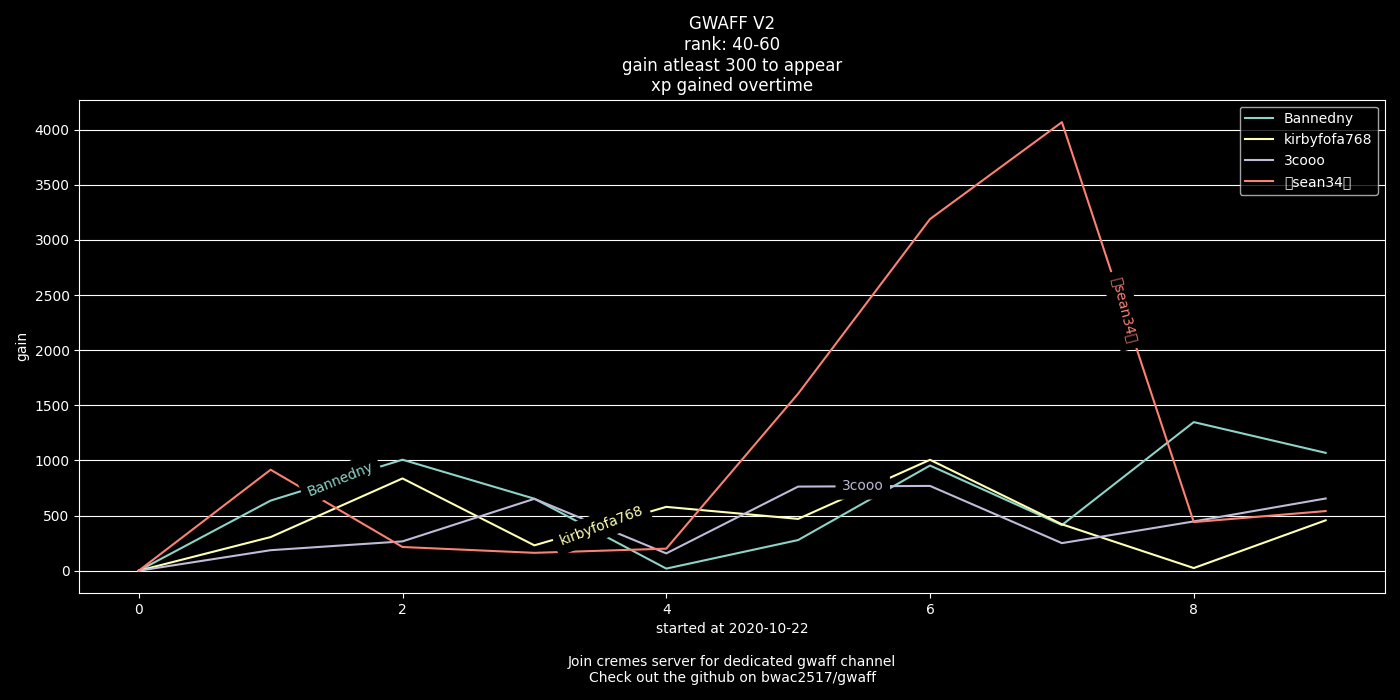 GWAFF V2
rank: 40-60
gain atleast 300 to appear
xp gained overtime
4000
3500
3000
2500
2000
1500
1000
500
0
gain
Bannedny
kirbyfofa768
3cooo
sean34
Bannedny
kirbyfofa768
3cooo
sean34
0
2
4
6
8
started at 2020-10-22
Join cremes server for dedicated gwaff channel
Check out the github on bwac2517/gwaff